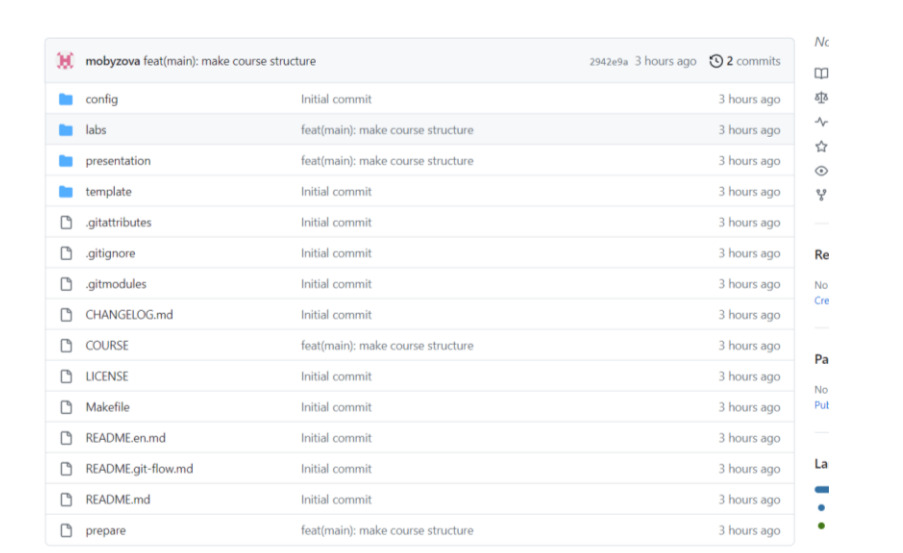 mobyzova feat(main): make course structure 2942e9a 3 hours ago 2 commits
config Initial commit 3 hours ago
labs feat(main): make course structure 3 hours ago
presentation feat(main): make course structure 3 hours ago
template Initial commit 3 hours ago
.gitattributes Initial commit 3 hours ago
.gitignore Initial commit 3 hours ago
.gitmodules Initial commit 3 hours ago
CHANGELOG.md Initial commit 3 hours ago
COURSE feat(main): make course structure 3 hours ago
LICENSE Initial commit 3 hours ago
Makefile Initial commit 3 hours ago
README.en.md Initial commit 3 hours ago
README.git-flow.md Initial commit 3 hours ago
README.md Initial commit 3 hours ago
prepare feat(main): make course structure 3 hours ago
Re
No
Cre
Pa
No
Pub
La